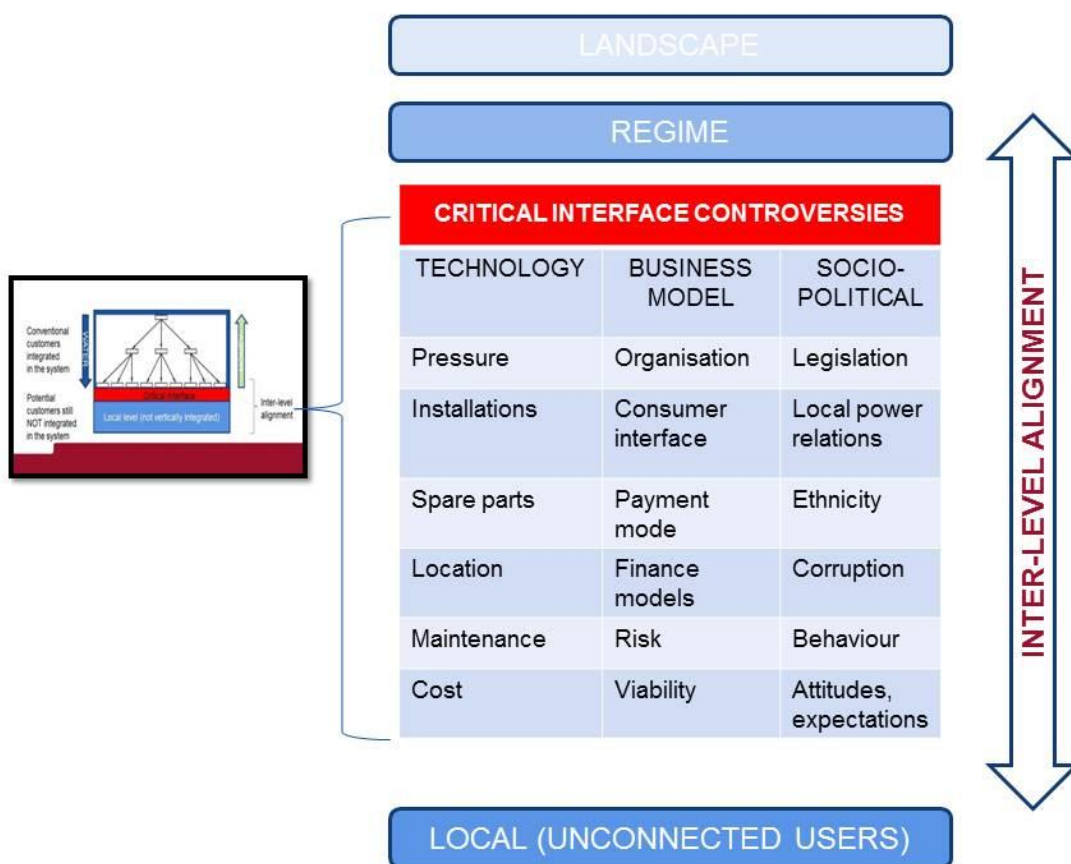 LANDSCAPE
REGIME
CRITICAL INTERFACE CONTROVERSIES
TECHNOLOGY
BUSINESS
MODEL
SOCIO-
POLITICAL
Pressure
Organisation
Legislation
Installations
Consumer
interface
Local power
relations
Spare parts
Payment
mode
Ethnicity
Location
Finance
models
Corruption
Maintenance
Risk
Behaviour
Cost
Viability
Attitudes,
expectations
LOCAL (UNCONNECTED USERS)
INTER-LEVEL ALIGNMENT
Conventional
customers
integrated
in the system
WATER
Potential
customers still
NOT integrated
in the system
Critical interface
Local level (not vertically integrated)
Inter-level
alignment